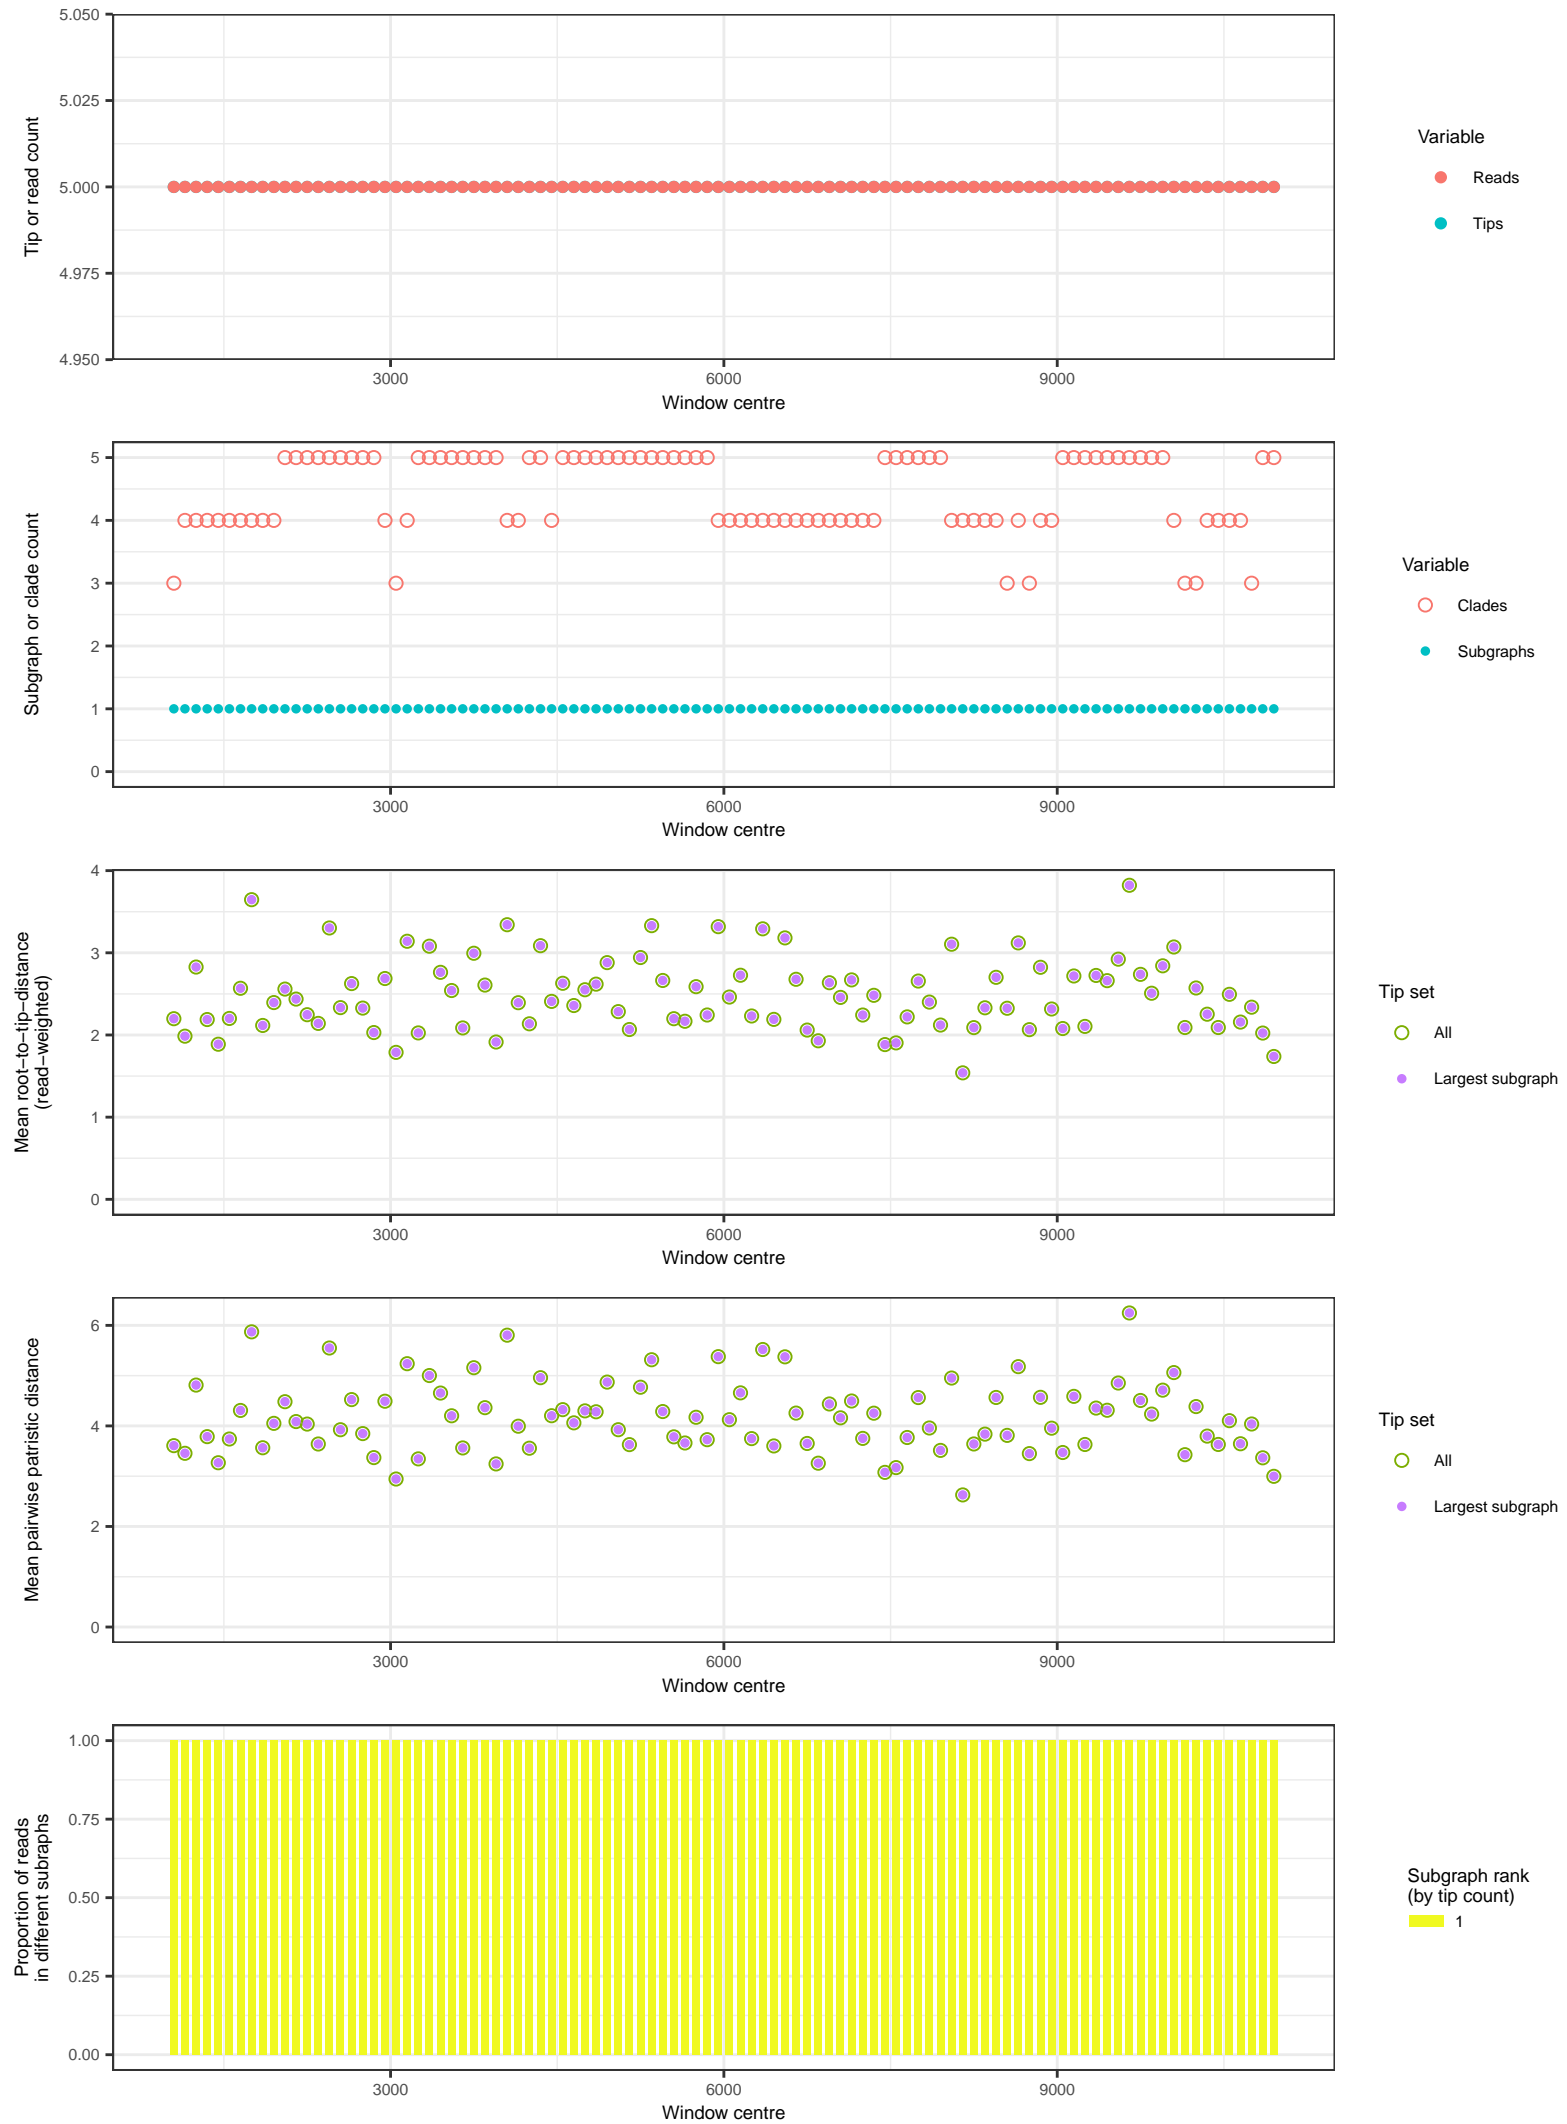 5.050
5.025
5.000
4.975
4.950
Tip or read count
3000
6000
9000
Window centre
Variable
Reads
Tips
5
4
3
2
1
0
Subgraph or clade count
3000
6000
9000
Window centre
Variable
Clades
Subgraphs
4
3
2
1
0
Mean root−to−tip−distance
(read−weighted)
3000
6000
9000
Window centre
Tip set
All
Largest subgraph
6
4
2
0
Mean pairwise patristic distance
3000
6000
9000
Window centre
Tip set
All
Largest subgraph
1.00
0.75
0.50
0.25
0.00
Proportion of reads
in different subraphs
3000
6000
9000
Window centre
Subgraph rank
(by tip count)
1